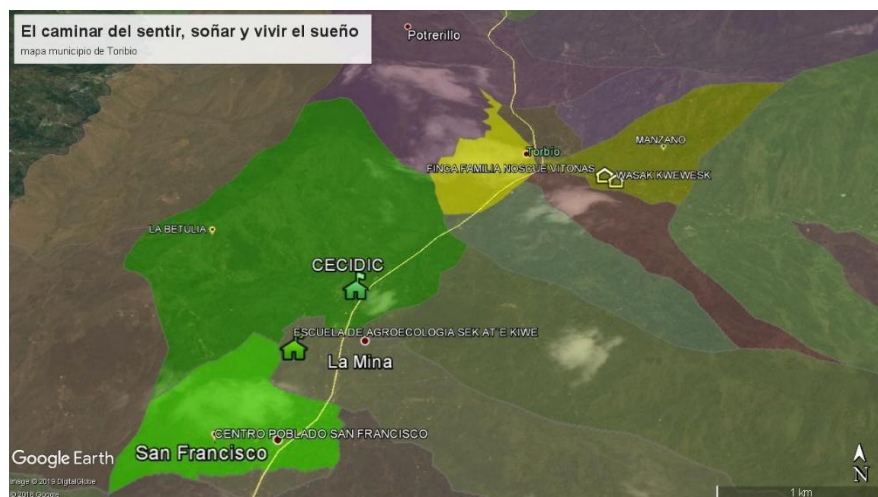 El caminar del sentir, soñar y vivir el sueño
mapa municipio de Toribio
Potrerillo
Toribio
MANZANO
FINCA FAMILIA NOSCUE VITONAS
WASAK KWEWESK
LA BETULIA
CECIDIC
ESCUELA DE AGROECOLOGIA SEK AT E KIWE
La Mina
CENTRO POBLADO SAN FRANCISCO
San Francisco
Google Earth
Image © 2019 DigitalGlobe
© 2018 Google
N
1 km